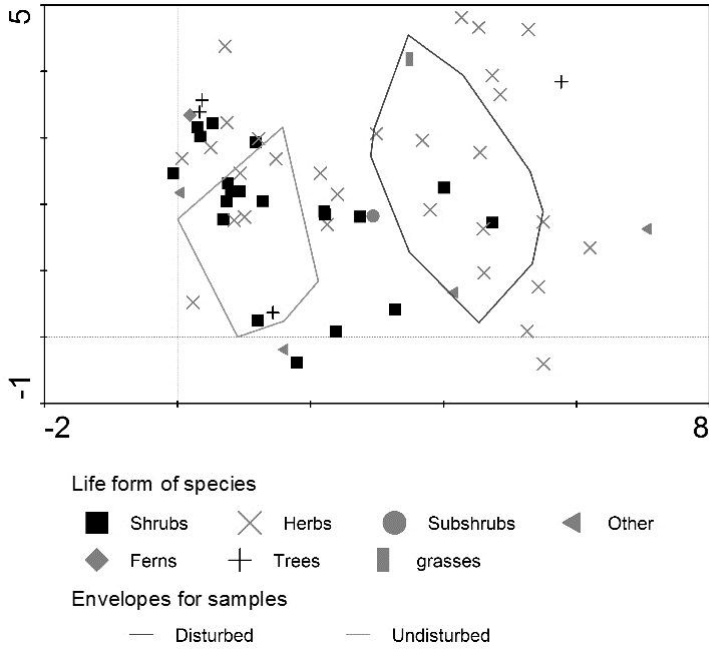 5
-1
-2 8
Life form of species
Shrubs Herbs Subshrubs Other
Ferns Trees grasses
Envelopes for samples
Disturbed Undisturbed